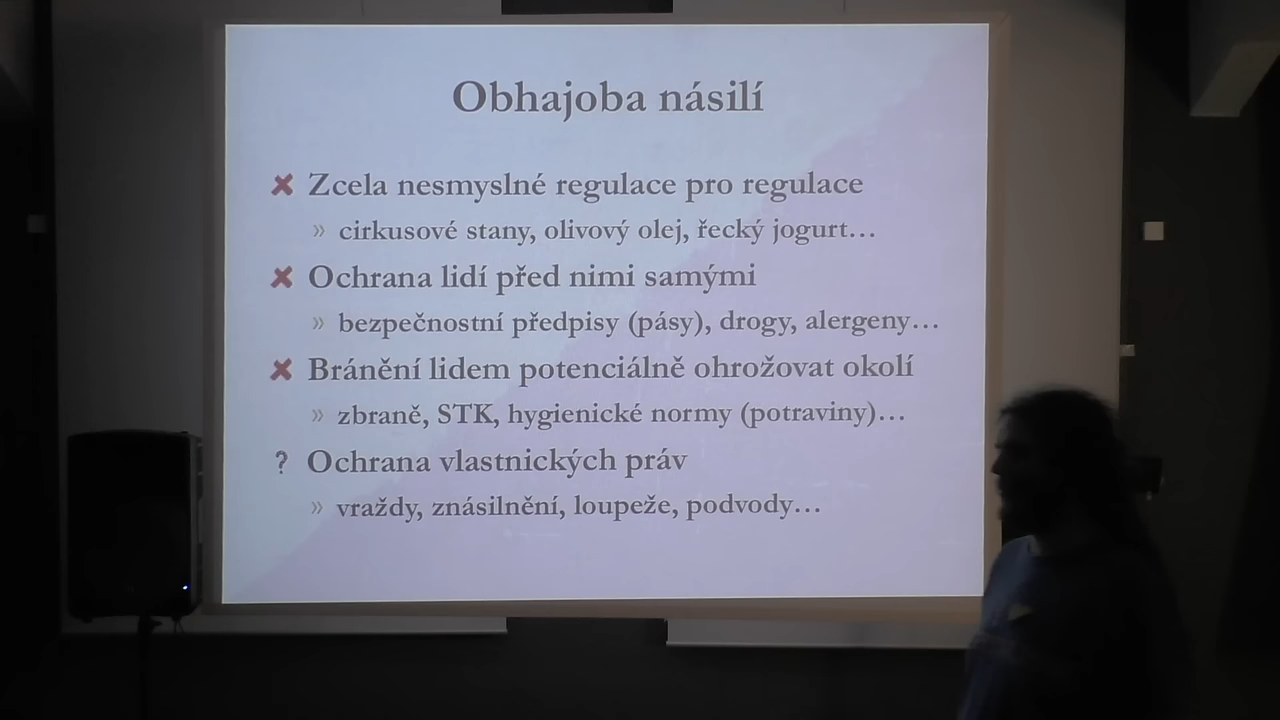 Obhajoba násilí
✘ Zcela nesmyslné regulace pro regulace
» cirkusové stany, olivový olej, řecký jogurt…
✘ Ochrana lidí před nimi samými
» bezpečnostní předpisy (pásy), drogy, alergeny…
✘ Bránění lidem potenciálně ohrožovat okolí
» zbraně, STK, hygienické normy (potraviny)…
? Ochrana vlastnických práv
» vraždy, znásilnění, loupeže, podvody…